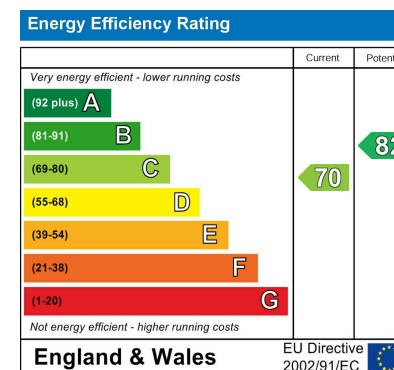 Energy Efficiency Rating
Current Potent
Very energy efficient - lower running costs
(92 plus) A
(81-91) B
(69-80) C
(55-68) D
(39-54) E
(21-38) F
(1-20) G
70
Not energy efficient - higher running costs
England & Wales
EU Directive
2002/91/EC